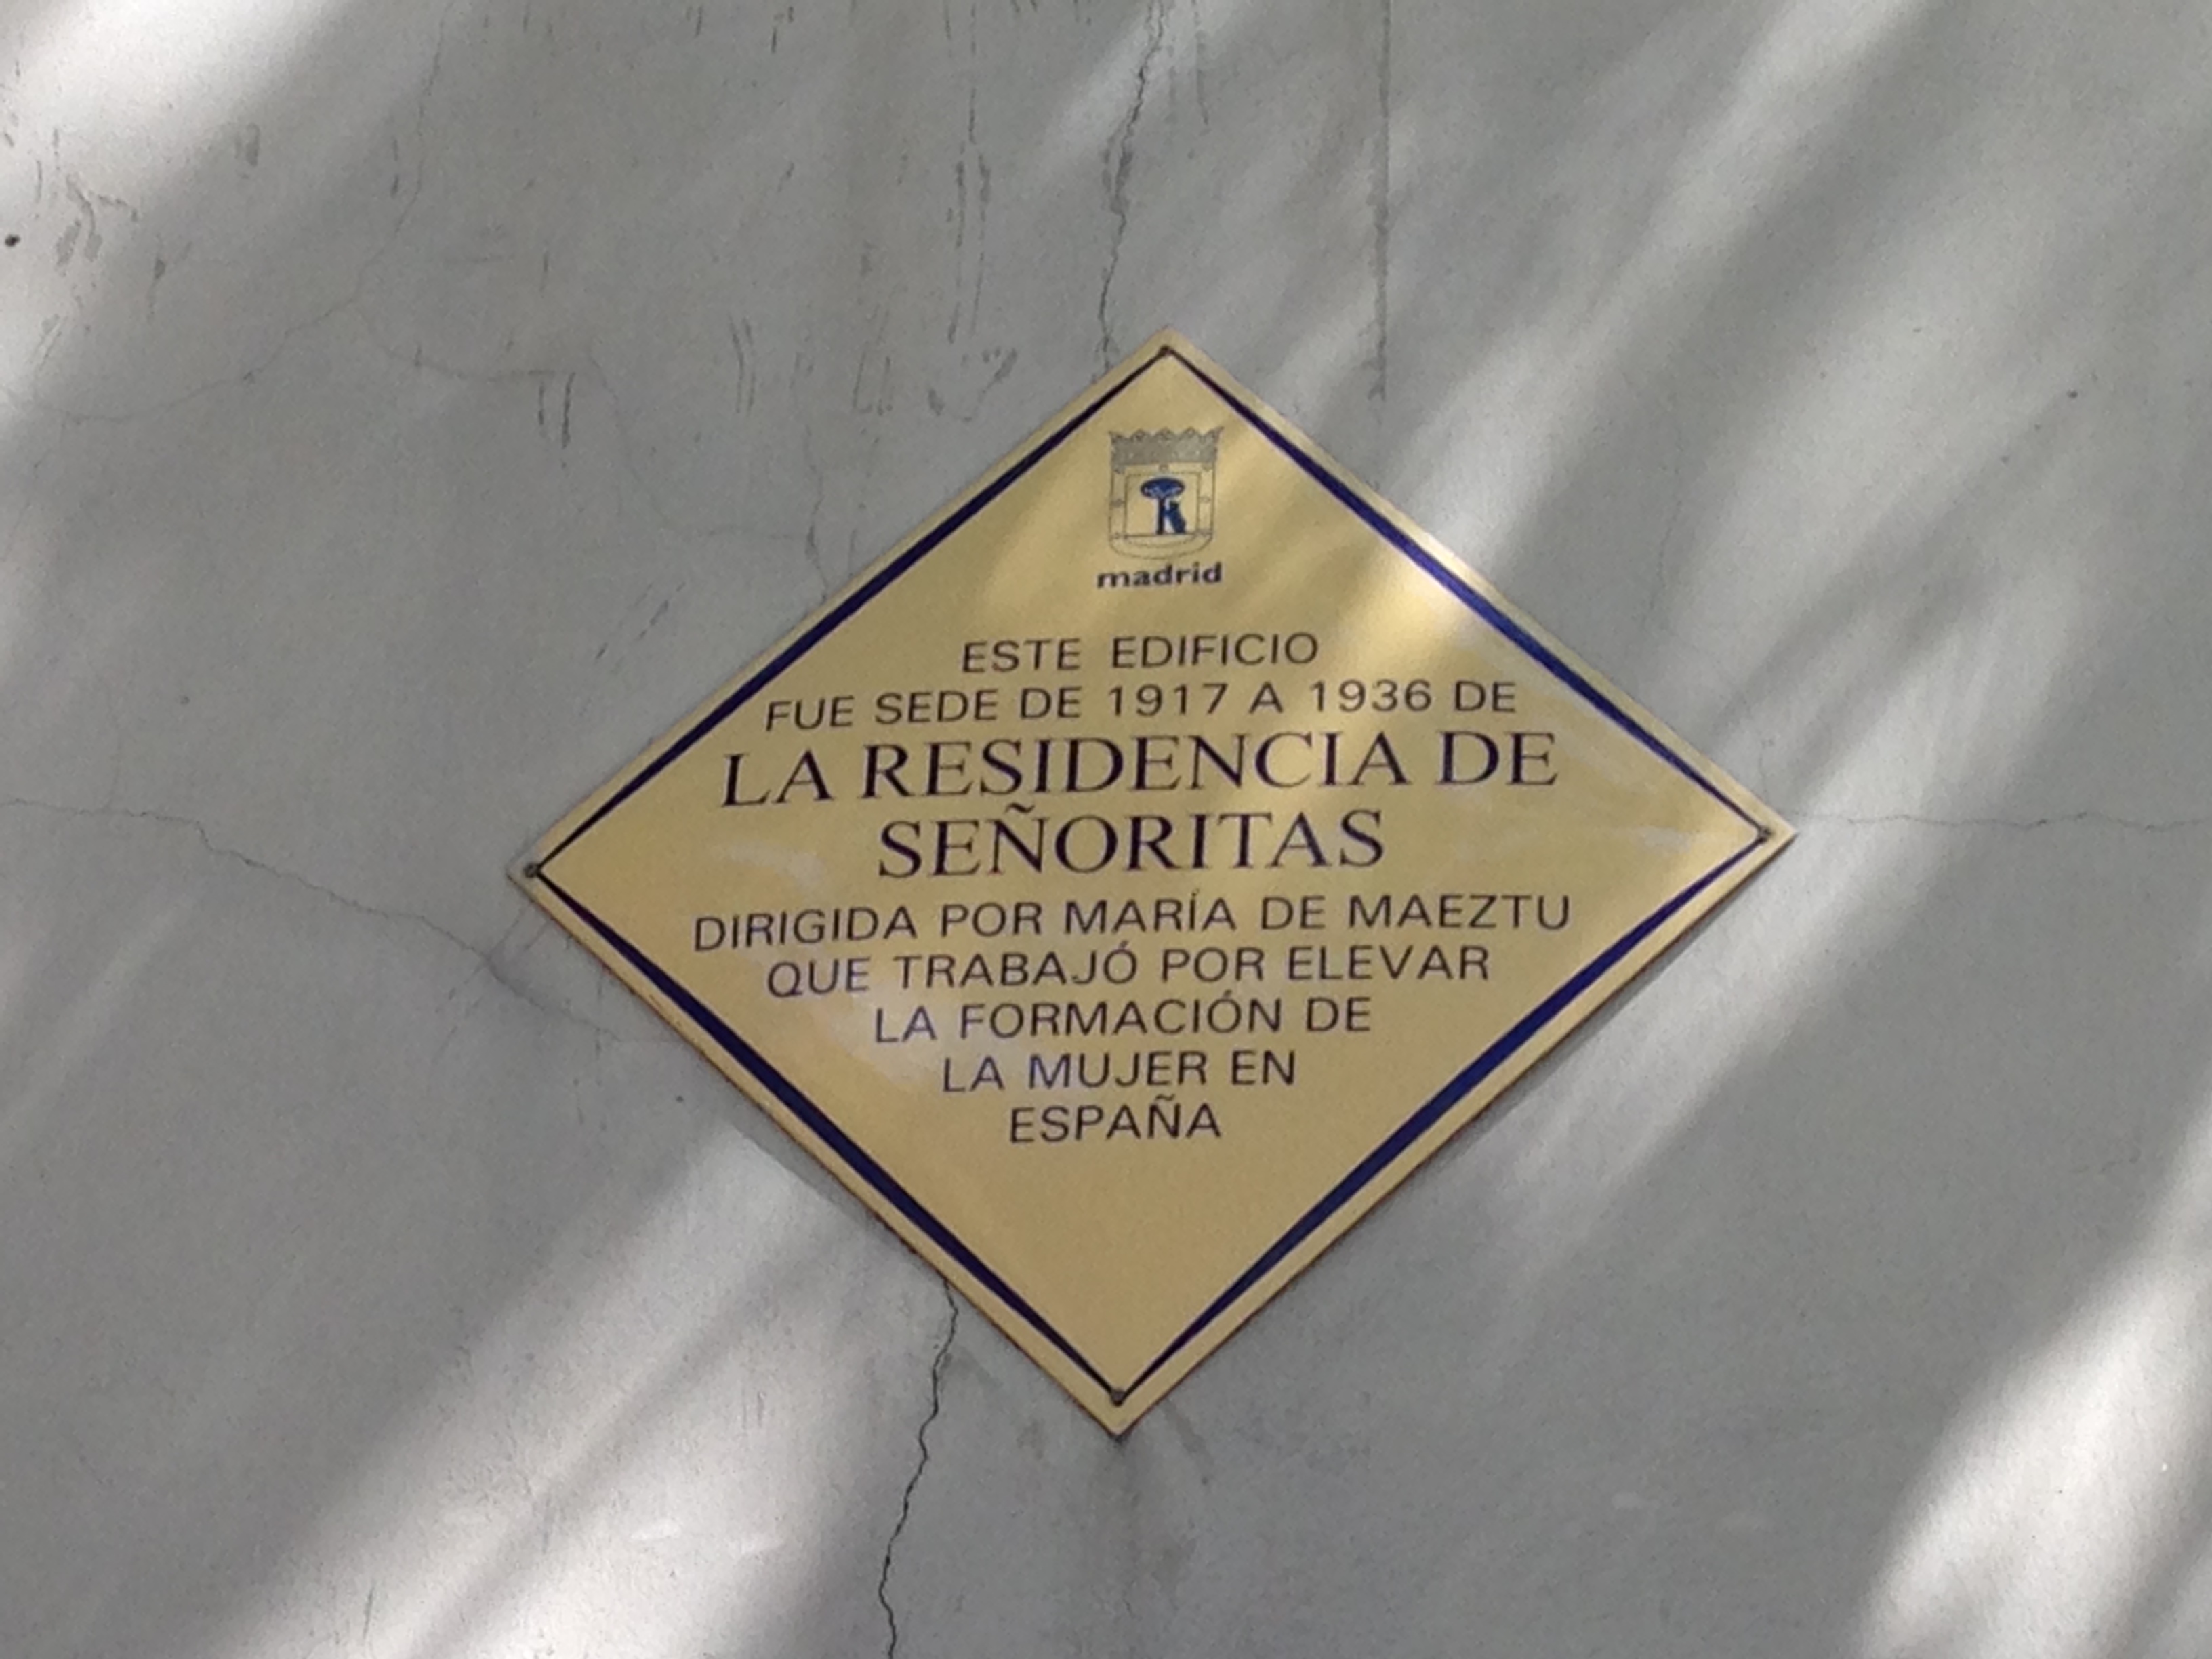 madrid
ESTE EDIFICIO
FUE SEDE DE 1917 A 1936 DE
LA RESIDENCIA DE
SEÑORITAS
DIRIGIDA POR MARÍA DE MAEZTU
QUE TRABAJÓ POR ELEVAR
LA FORMACIÓN DE
LA MUJER EN
ESPAÑA